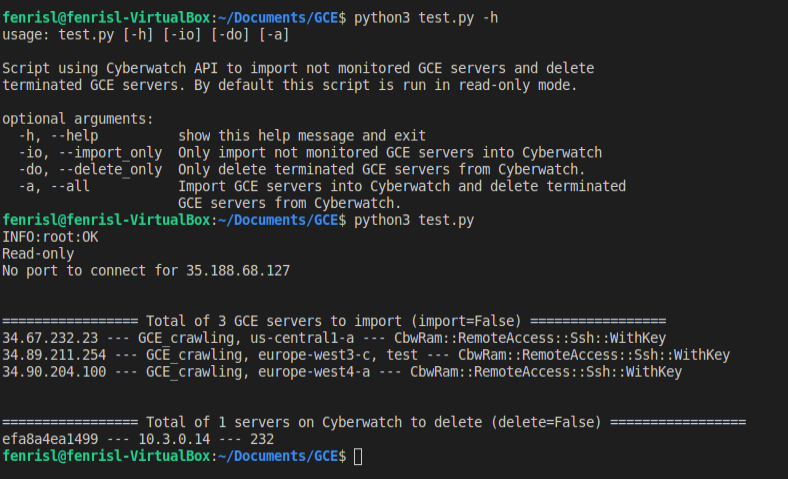 fenrisl@fenrisl-VirtualBox:~/Documents/GCE$ python3 test.py -h
usage: test.py [-h] [-io] [-do] [-a]
Script using Cyberwatch API to import not monitored GCE servers and delete
terminated GCE servers. By default this script is run in read-only mode.
optional arguments:
-h, --help show this help message and exit
-io, --import_only Only import not monitored GCE servers into Cyberwatch
-do, --delete_only Only delete terminated GCE servers from Cyberwatch.
-a, --all Import GCE servers into Cyberwatch and delete terminated
GCE servers from Cyberwatch.
fenrisl@fenrisl-VirtualBox:~/Documents/GCE$ python3 test.py
INFO:root:OK
Read-only
No port to connect for 35.188.68.127
================ Total of 3 GCE servers to import (import=False) ================
34.67.232.23 --- GCE_crawling, us-central1-a --- CbwRam::RemoteAccess::Ssh::WithKey
34.89.211.254 --- GCE_crawling, europe-west3-c, test --- CbwRam::RemoteAccess::Ssh::WithKey
34.90.204.100 --- GCE_crawling, europe-west4-a --- CbwRam::RemoteAccess::Ssh::WithKey
================ Total of 1 servers on Cyberwatch to delete (delete=False) ================
efa8a4ea1499 --- 10.3.0.14 --- 232
fenrisl@fenrisl-VirtualBox:~/Documents/GCE$